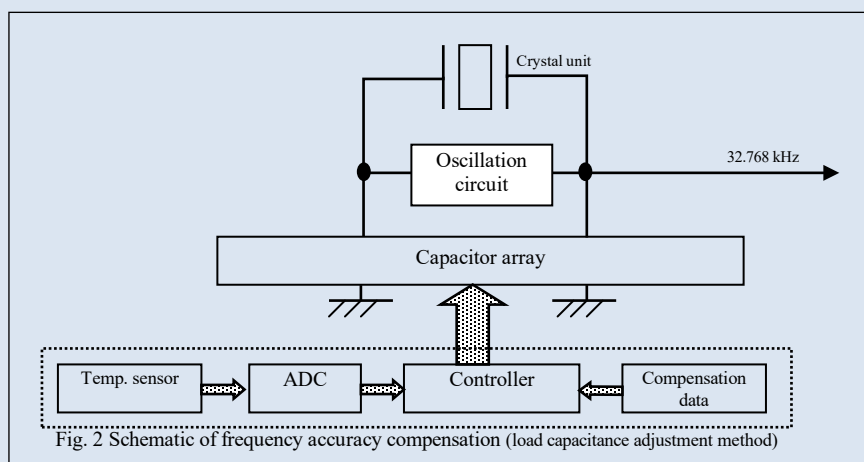 Crystal unit
Oscillation
circuit
32.768 kHz
Capacitor array
Temp. sensor
ADC
Controller
Compensation
data
Fig. 2 Schematic of frequency accuracy compensation (load capacitance adjustment method)